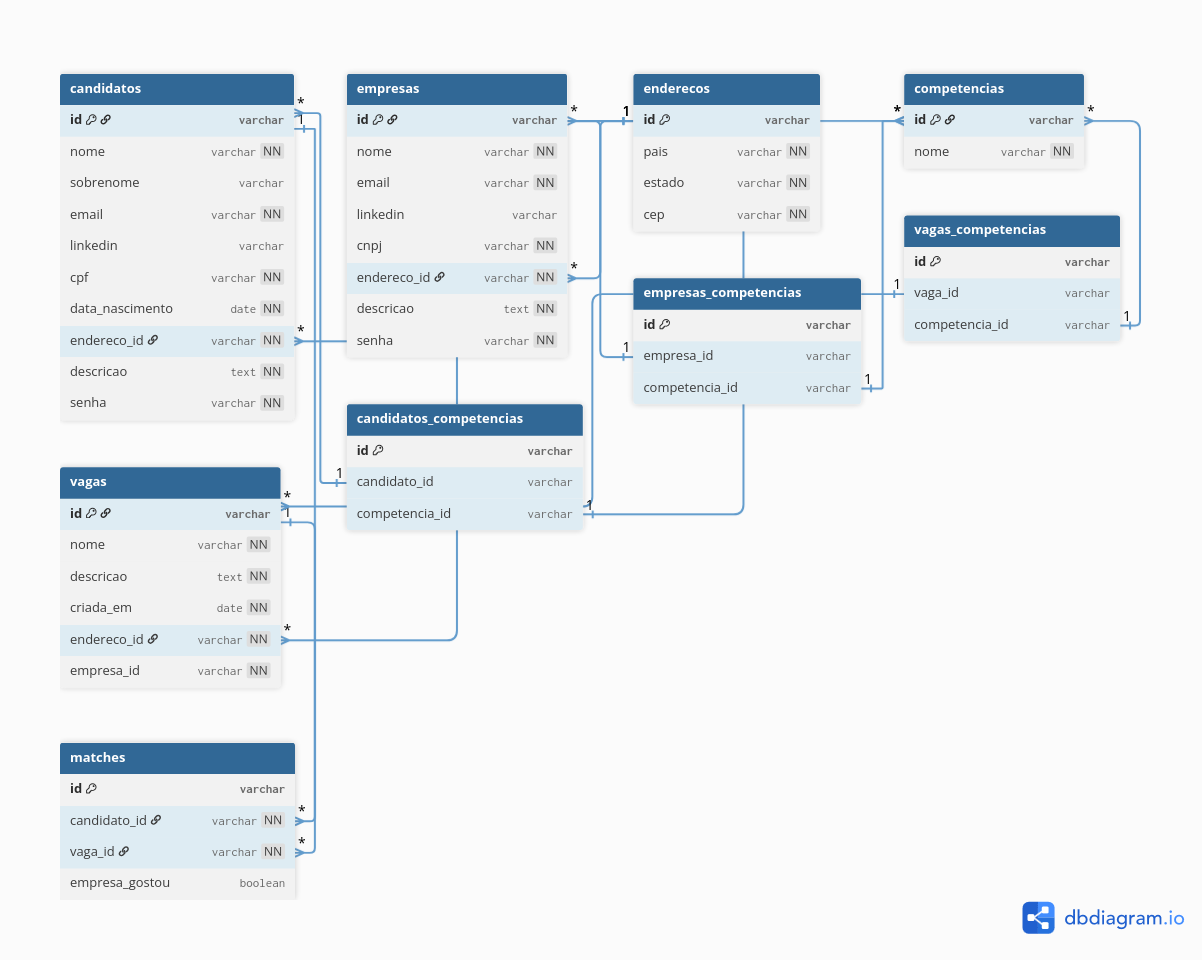 candidatos
id varchar
nome varchar NN
sobrenome varchar
email varchar NN
linkedin varchar
cpf varchar NN
data_nascimento date NN
endereco_id varchar NN
descricao text NN
senha varchar NN
* 1 *
empresas
id varchar
nome varchar NN
email varchar NN
linkedin varchar
cnpj varchar NN
endereco_id varchar NN
descricao text NN
senha varchar NN
* *
enderecos
id varchar
pais varchar NN
estado varchar NN
cep varchar NN
1
competencias
id varchar
nome varchar NN
* *
vagas_competencias
id varchar
vaga_id varchar
competencia_id varchar
1 1
empresas_competencias
id varchar
empresa_id varchar
competencia_id varchar
1 1
candidatos_competencias
id varchar
candidato_id varchar
competencia_id varchar
1 1
vagas
id varchar
nome varchar NN
descricao text NN
criada_em date NN
endereco_id varchar NN
empresa_id varchar NN
* 1 *
matches
id varchar
candidato_id varchar NN
vaga_id varchar NN
empresa_gostou boolean
* *
dbdiagram.io